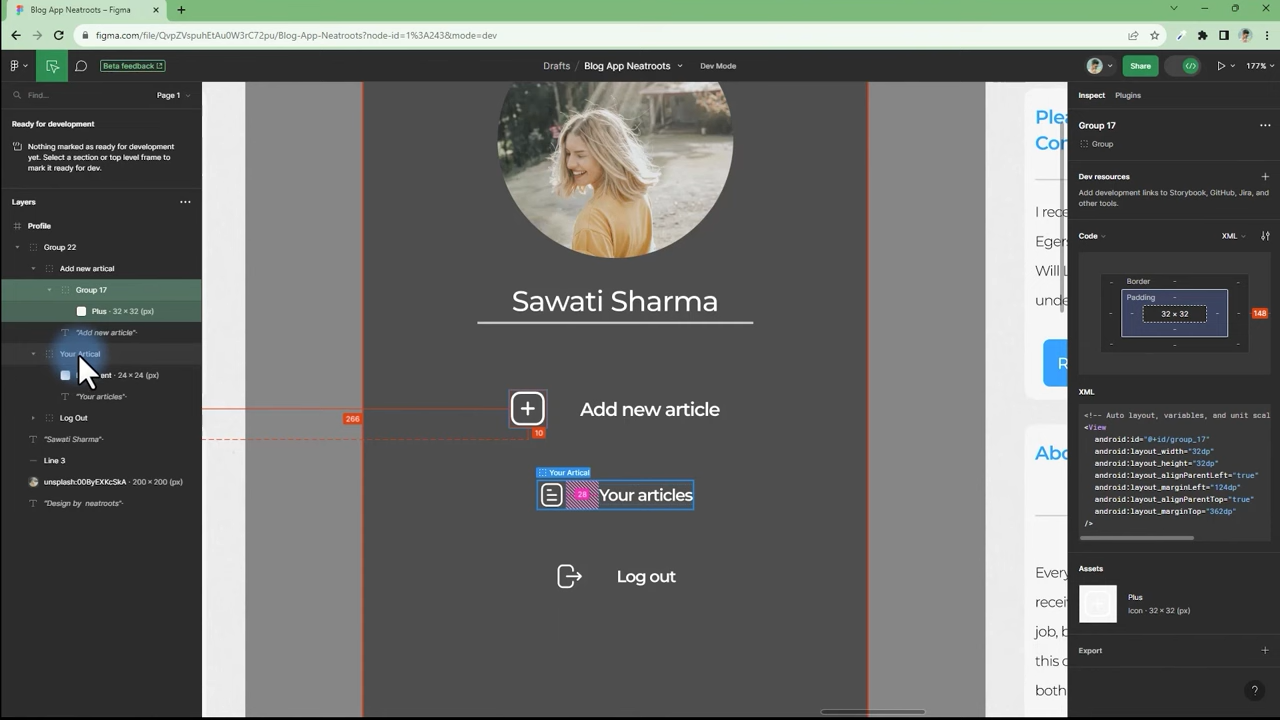 Blog App Neatroots – Figma
figma.com/file/QvpZVspuhEtAu0W3rC72pu/Blog-App-Neatroots?node-id=1%3A243&mode=dev
Beta feedback
Drafts / Blog App Neatroots
Dev Mode
Share
177%
Find...
Page 1
Ready for development
Nothing marked as ready for development
yet. Select a section or top level frame to
mark it ready for dev.
Layers
Profile
Group 22
Add new artical
Group 17
Plus · 32 × 32 (px)
"Add new article"
Your Artical
24 × 24 (px)
"Your articles"
Log Out
"Sawati Sharma"
Line 3
unsplash:00ByEXKcSkA · 200 × 200 (px)
"Design by neatroots"
Sawati Sharma
266
Add new article
10
Your Artical
28
Your articles
Log out
I rece
Will
Abo
Every
recei
this
both
Inspect
Plugins
Group 17
Group
Dev resources
Add development links to Storybook, GitHub, Jira, and
other tools.
Code
XML
Border
Padding
32 × 32
148
XML
<!-- Auto layout, variables, and unit scal
<View
android:id="@+id/group_17"
android:layout_width="32dp"
android:layout_height="32dp"
android:layout_alignParentLeft="true"
android:layout_marginLeft="124dp"
android:layout_alignParentTop="true"
android:layout_marginTop="362dp"
/>
Assets
Plus
icon · 32 × 32 (px)
Export
?